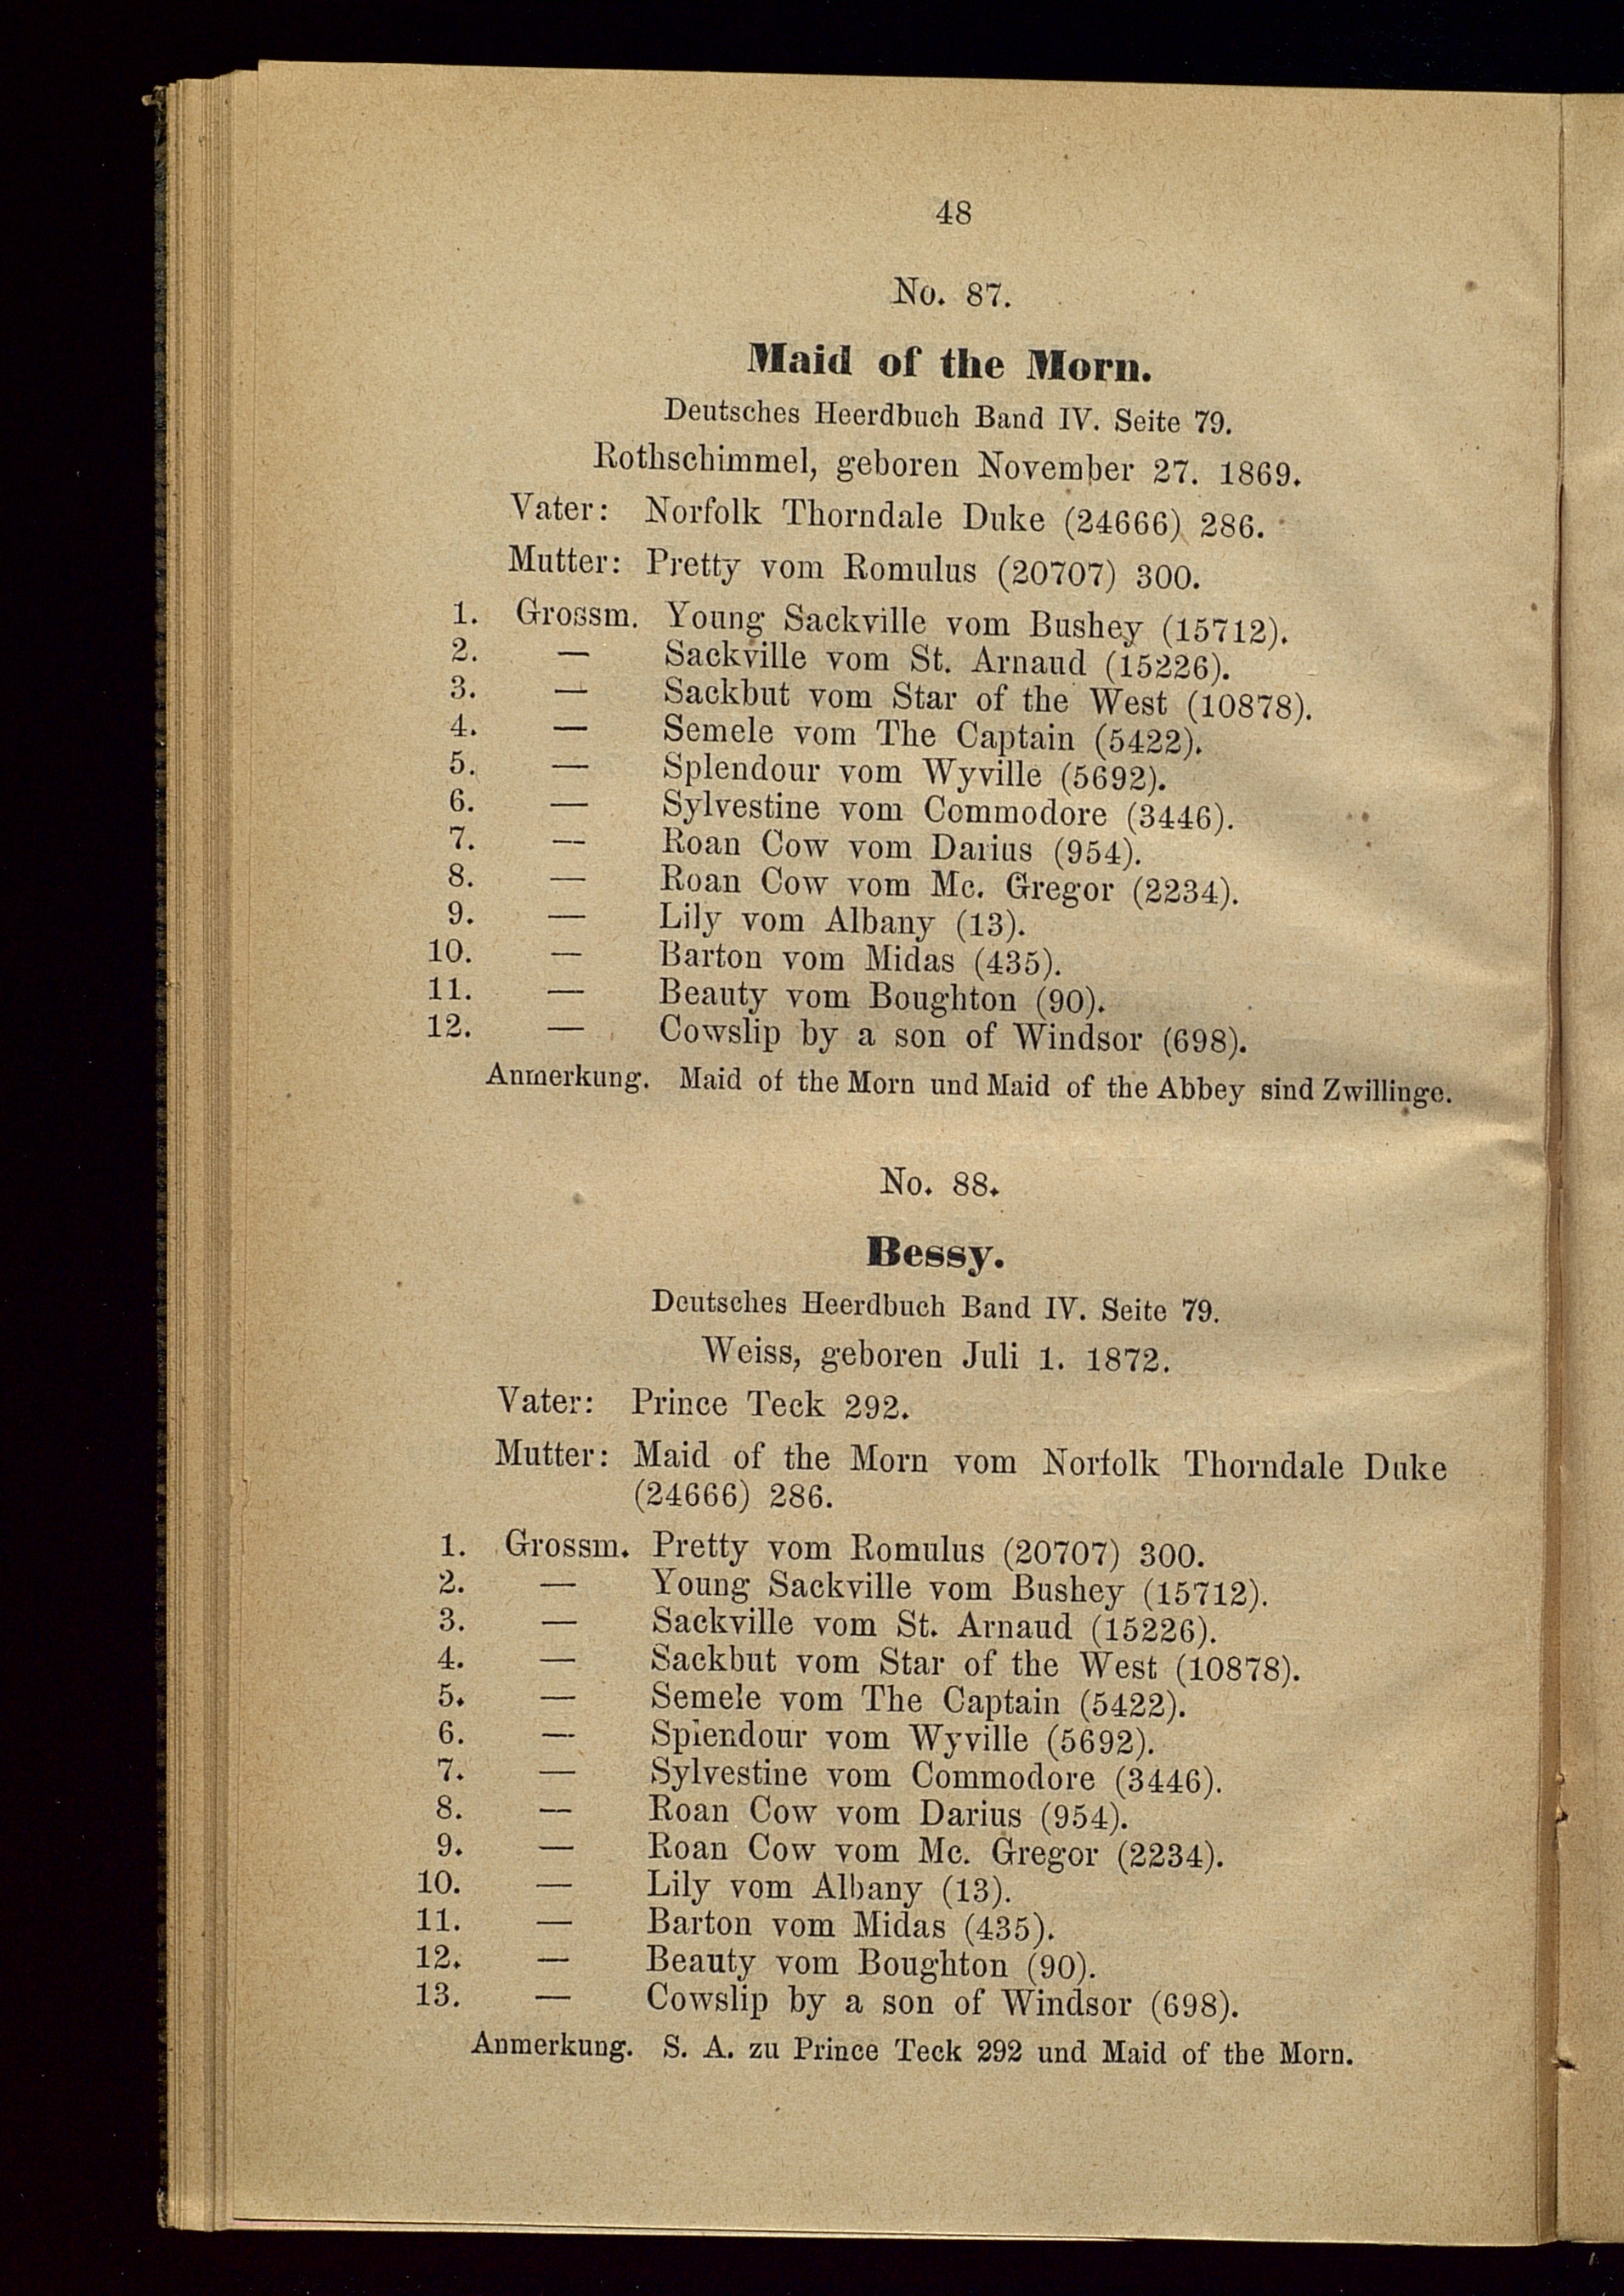 48
No. 87.
Maid of the Morn.
Deutsches Heerdbuch Band IV. Seite 79.
Rothschimmel, geboren November 27. 1869.
Vater: Norfolk Thorndale Duke (24666) 286.
Mutter: Pretty vom Romulus (20707) 300.
1. Grossm. Young Sackville vom Bushey (15712).
2. — Sackville vom St. Arnaud (15226).
3. — Sackbut vom Star of the West (10878).
4. — Semele vom The Captain (5422).
5. — Splendour vom Wyville (5692).
6. — Sylvestine vom Commodore (3446).
7. — Roan Cow vom Darius (954).
8. — Roan Cow vom Mc. Gregor (2234).
9. — Lily vom Albany (13).
10. — Barton vom Midas (435).
11. — Beauty vom Boughton (90).
12. — Cowslip by a son of Windsor (698).
Anmerkung. Maid of the Morn und Maid of the Abbey sind Zwillinge.
No. 88.
Bessy.
Deutsches Heerdbuch Band IV. Seite 79.
Weiss, geboren Juli 1. 1872.
Vater: Prince Teck 292.
Mutter: Maid of the Morn vom Norfolk Thorndale Duke
(24666) 286.
1. Grossm. Pretty vom Romulus (20707) 300.
2. — Young Sackville vom Bushey (15712).
3. — Sackville vom St. Arnaud (15226).
4. — Sackbut vom Star of the West (10878).
5. — Semele vom The Captain (5422).
6. — Splendour vom Wyville (5692).
7. — Sylvestine vom Commodore (3446).
8. — Roan Cow vom Darius (954).
9. — Roan Cow vom Mc. Gregor (2234).
10. — Lily vom Albany (13).
11. — Barton vom Midas (435).
12. — Beauty vom Boughton (90).
13. — Cowslip by a son of Windsor (698).
Anmerkung. S. A. zu Prince Teck 292 und Maid of the Morn.